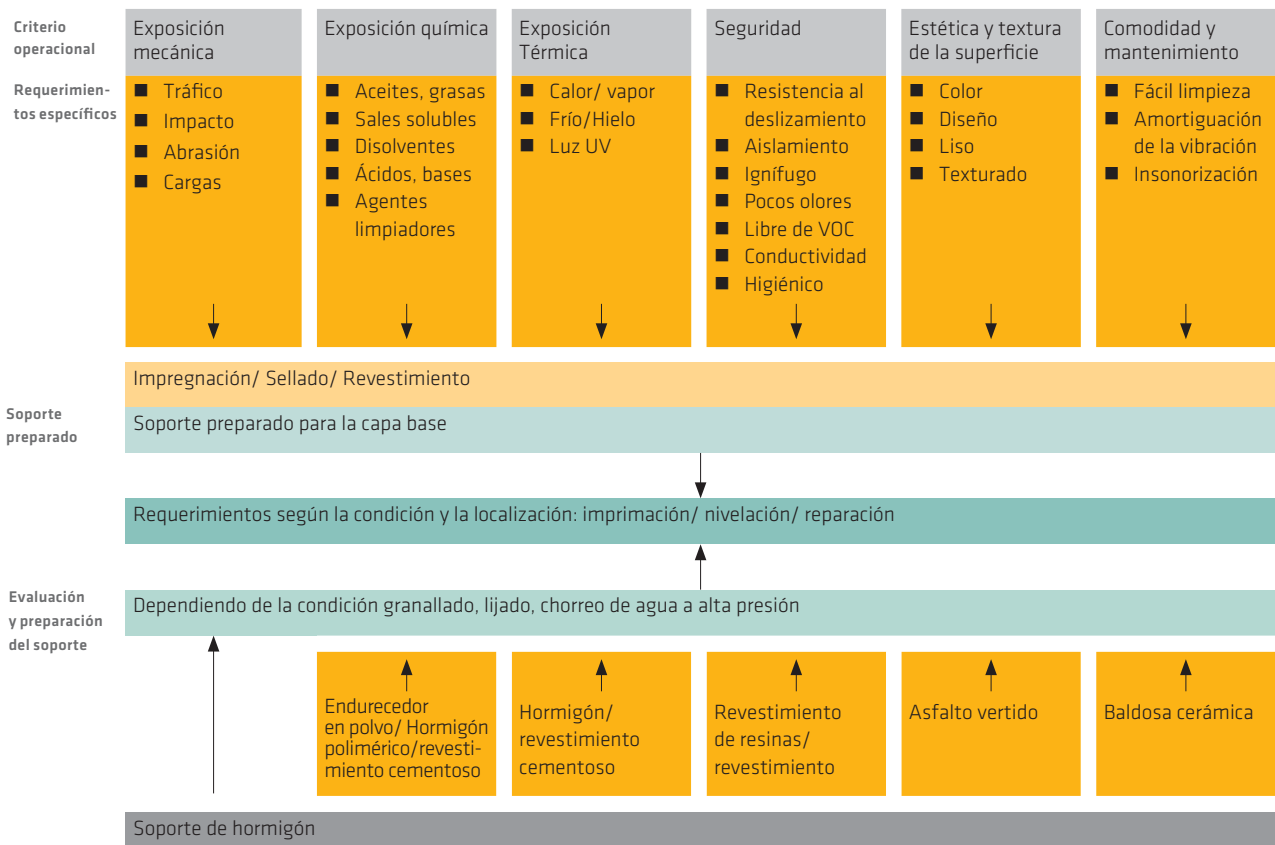 Criterio
operacional
Exposición
mecánica
Exposición química
Exposición
Térmica
Seguridad
Estética y textura
de la superficie
Comodidad y
mantenimiento
Requerimien-
tos específicos
Tráfico
Impacto
Abrasión
Cargas
Aceites, grasas
Sales solubles
Disolventes
Ácidos, bases
Agentes
limpiadores
Calor/ vapor
Frío/Hielo
Luz UV
Resistencia al
deslizamiento
Aislamiento
Ignífugo
Pocos olores
Libre de VOC
Conductividad
Higiénico
Color
Diseño
Liso
Texturado
Fácil limpieza
Amortiguación
de la vibración
Insonorización
Impregnación/ Sellado/ Revestimiento
Soporte
preparado
Soporte preparado para la capa base
Requerimientos según la condición y la localización: imprimación/ nivelación/ reparación
Evaluación
y preparación
del soporte
Dependiendo de la condición granallado, lijado, chorreo de agua a alta presión
Endurecedor
en polvo/ Hormigón
polimérico/revesti-
miento cementoso
Hormigón/
revestimiento
cementoso
Revestimiento
de resinas/
revestimiento
Asfalto vertido
Baldosa cerámica
Soporte de hormigón